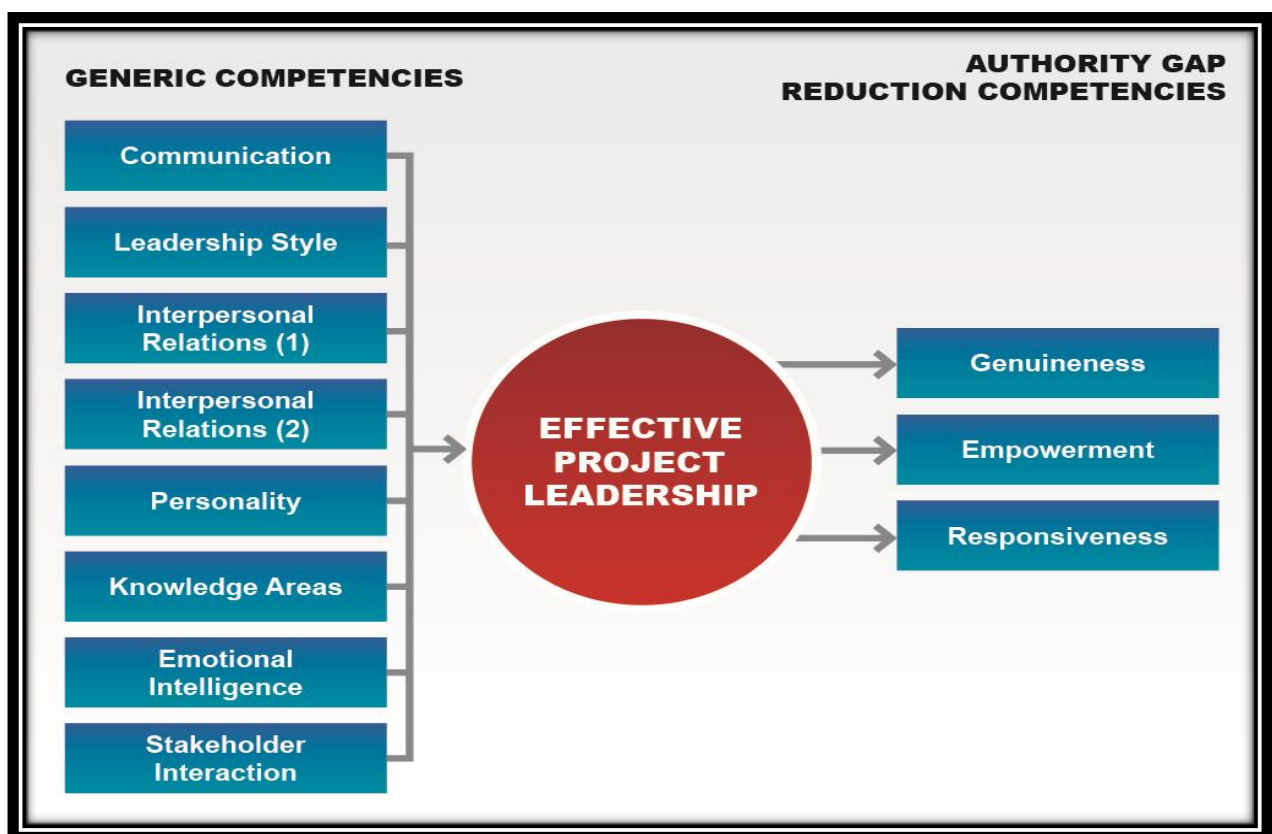 GENERIC COMPETENCIES
AUTHORITY GAP
REDUCTION COMPETENCIES
Communication
Leadership Style
Interpersonal
Relations (1)
Interpersonal
Relations (2)
Personality
Knowledge Areas
Emotional
Intelligence
Stakeholder
Interaction
EFFECTIVE
PROJECT
LEADERSHIP
Genuineness
Empowerment
Responsiveness